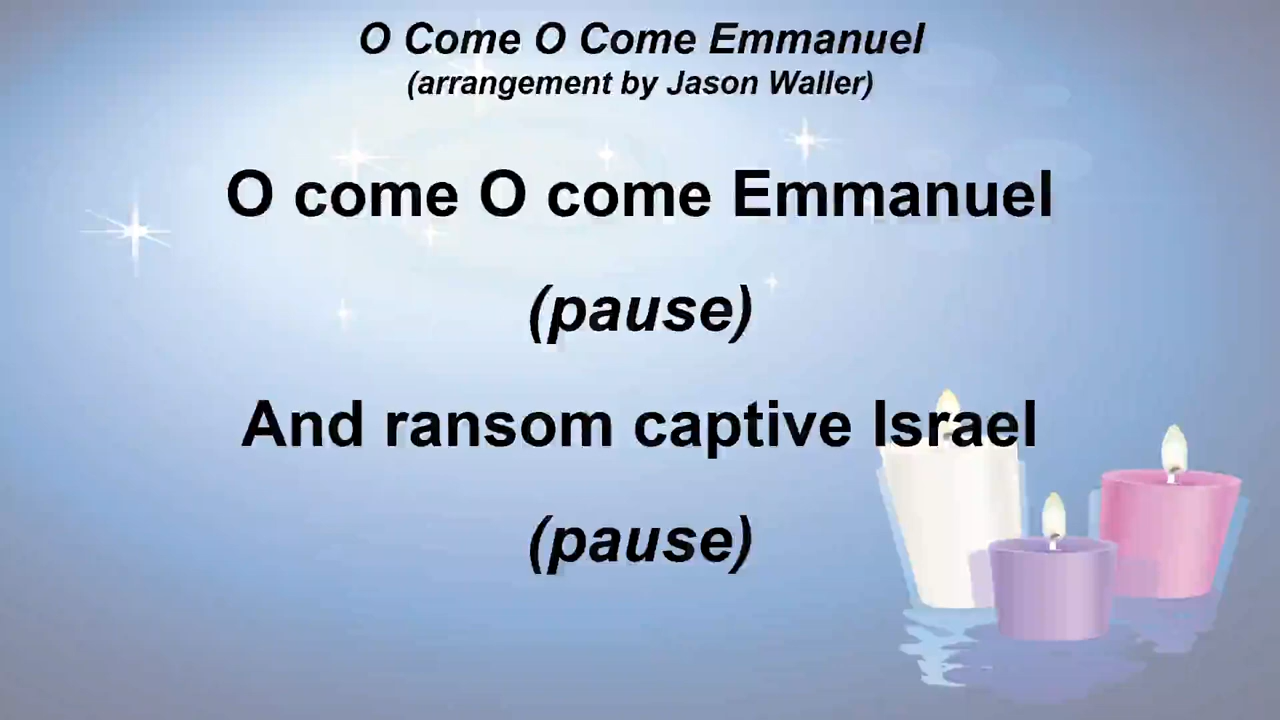 O Come O Come Emmanuel
(arrangement by Jason Waller)
O come O come Emmanuel
(pause)
And ransom captive Israel
(pause)